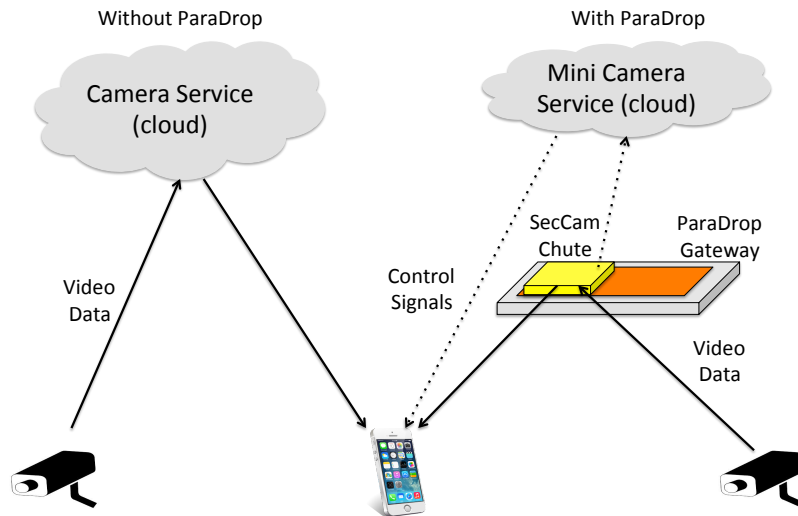 Without ParaDrop
With ParaDrop
Camera Service
(cloud)
Mini Camera
Service (cloud)
SecCam
Chute
ParaDrop
Gateway
Video
Data
Control
Signals
Video
Data